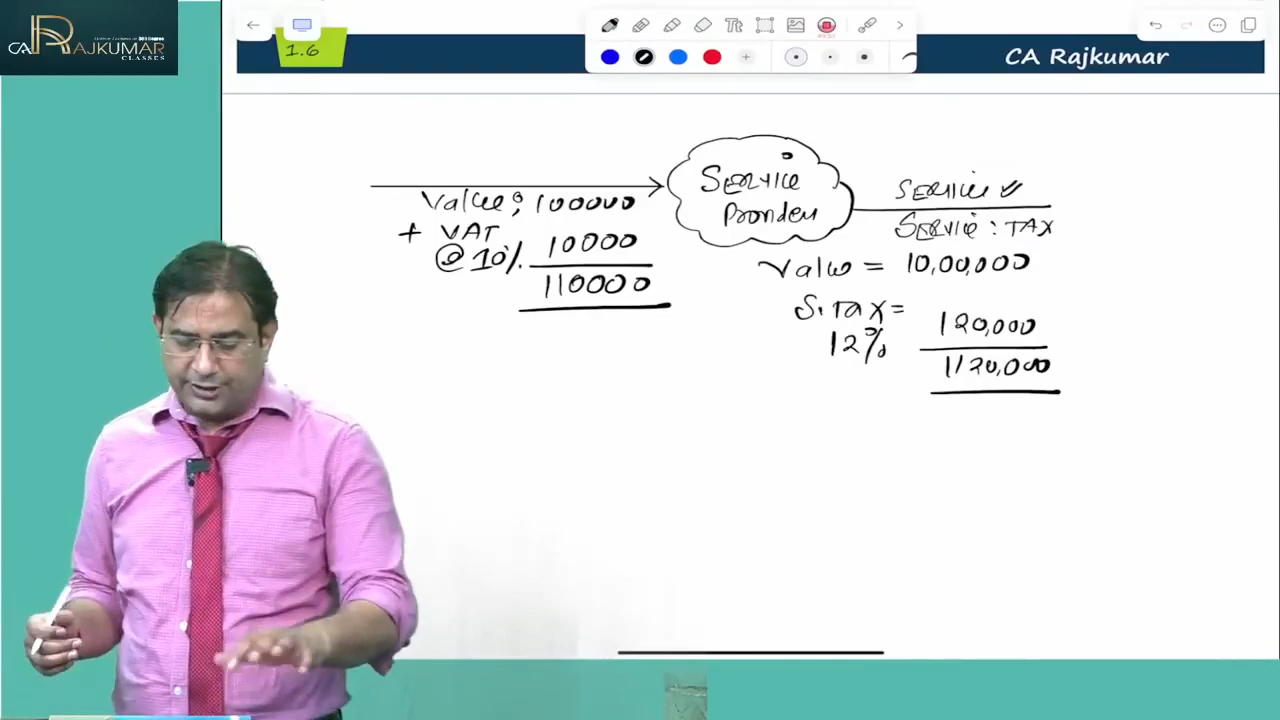 CA RAJKUMAR
CLASSES
1.6
CA Rajkumar
Tt
Service
Provider
Value: 100000
+ VAT
@ 10% 10000
110000
Service ✓
Service: TAX
Value = 10,00,000
S. TAX =
12%
120,000
1120,000